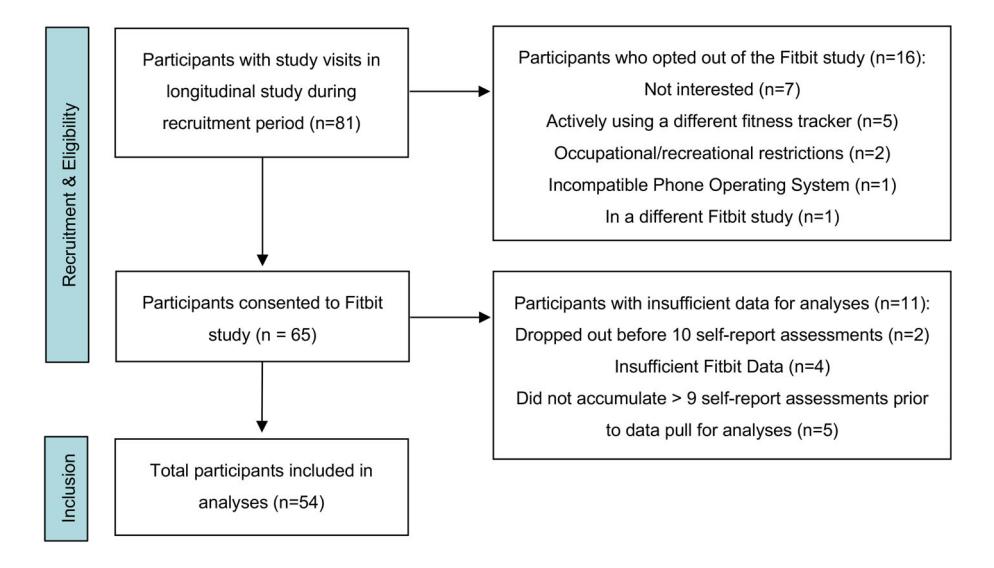 Recruitment & Eligibility
Participants with study visits in
longitudinal study during
recruitment period (n=81)
Participants who opted out of the Fitbit study (n=16):
Not interested (n=7)
Actively using a different fitness tracker (n=5)
Occupational/recreational restrictions (n=2)
Incompatible Phone Operating System (n=1)
In a different Fitbit study (n=1)
Participants consented to Fitbit
study (n = 65)
Participants with insufficient data for analyses (n=11):
Dropped out before 10 self-report assessments (n=2)
Insufficient Fitbit Data (n=4)
Did not accumulate > 9 self-report assessments prior
to data pull for analyses (n=5)
Inclusion
Total participants included in
analyses (n=54)